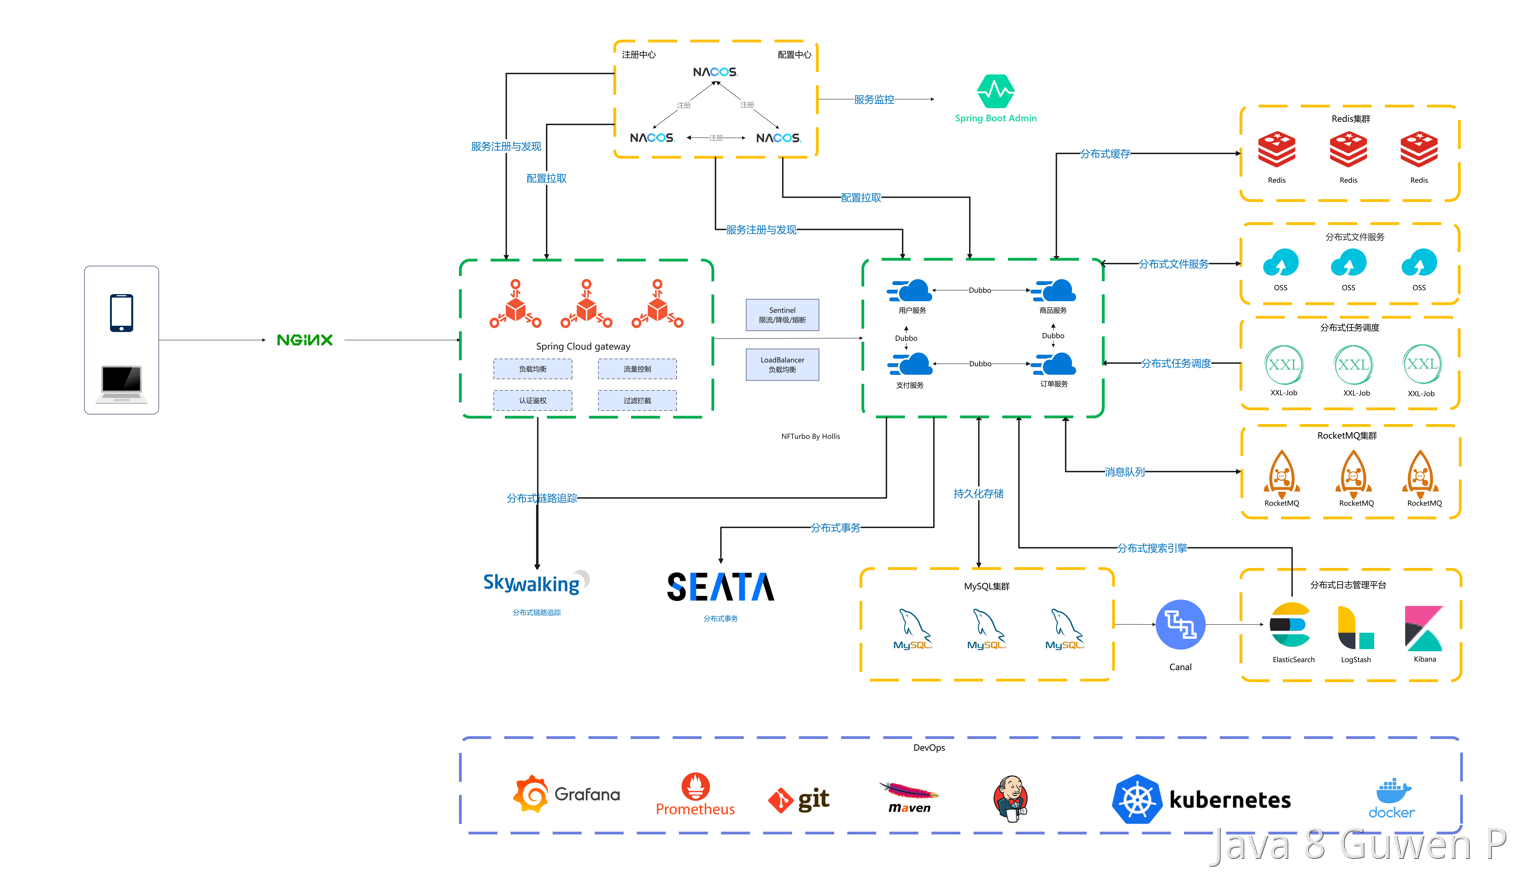 注册中心
配置中心
NACOS.
注册
注册
NACOS.
注册
NACOS.
服务监控
Spring Boot Admin
服务注册与发现
配置拉取
配置拉取
服务注册与发现
分布式缓存
Redis集群
Redis
Redis
Redis
分布式文件服务
分布式文件服务
OSS
OSS
OSS
NGINX
Spring Cloud gateway
负载均衡
流量控制
认证鉴权
过滤拦截
Sentinel
限流/降级/熔断
LoadBalancer
负载均衡
用户服务
Dubbo
商品服务
Dubbo
Dubbo
支付服务
Dubbo
订单服务
分布式任务调度
分布式任务调度
XXL
XXL
XXL
XXL-Job
XXL-Job
XXL-Job
NFTurbo By Hollis
RocketMQ集群
消息队列
RocketMQ
RocketMQ
RocketMQ
分布式链路追踪
持久化存储
分布式事务
分布式搜索引擎
Skywalking
分布式链路追踪
SEATA
分布式事务
MySQL集群
MySQL
MySQL
MySQL
Canal
分布式日志管理平台
ElasticSearch
LogStash
Kibana
DevOps
Grafana
Prometheus
git
maven
kubernetes
docker
Java 8 Guwen P